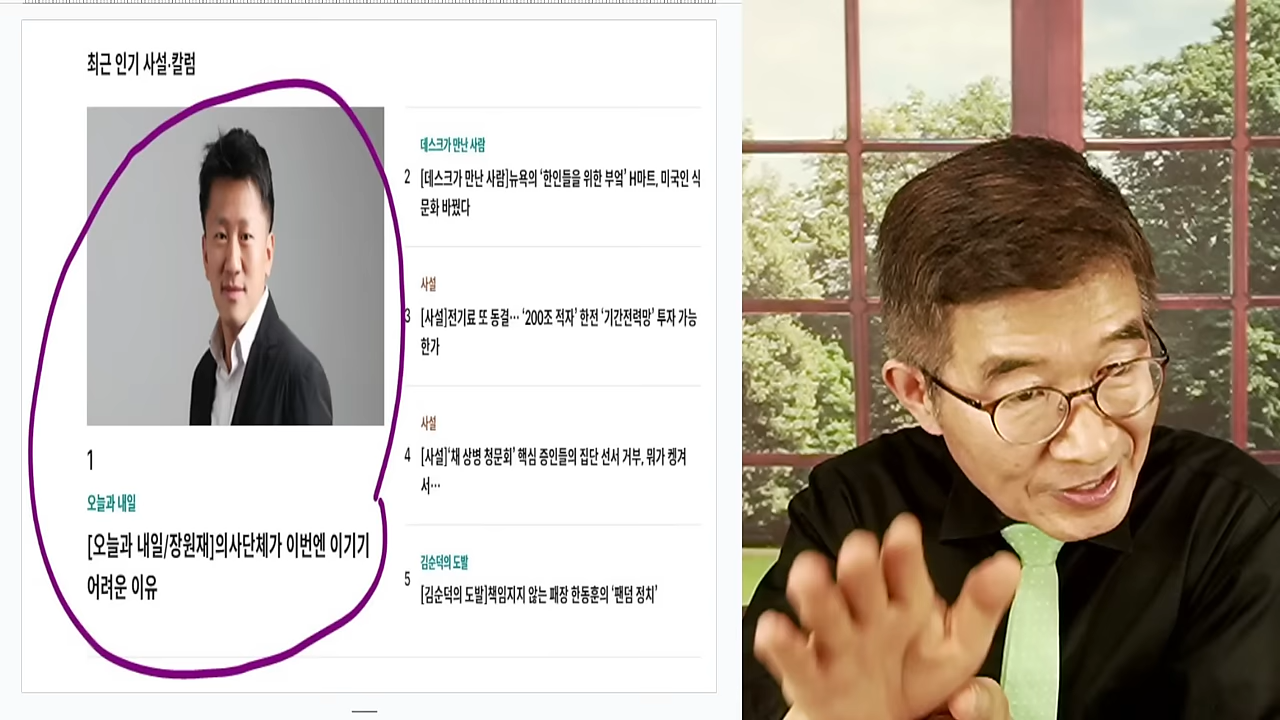 최근 인기 사설·칼럼
1
오늘과 내일
[오늘과 내일/장원재]의사단체가 이번엔 이기기
어려운 이유
데스크가 만난 사람
2 [데스크가 만난 사람]뉴욕의 ‘한인들을 위한 부엌’ H마트, 미국인 식
문화 바꿨다
사설
3 [사설]전기료 또 동결… ‘200조 적자’ 한전 ‘기간전력망’ 투자 가능
한가
사설
4 [사설]‘채 상병 청문회’ 핵심 증인들의 집단 선서 거부, 뭐가 켕겨
서…
김순덕의 도발
5 [김순덕의 도발]책임지지 않는 패장 한동훈의 ‘팬덤 정치’